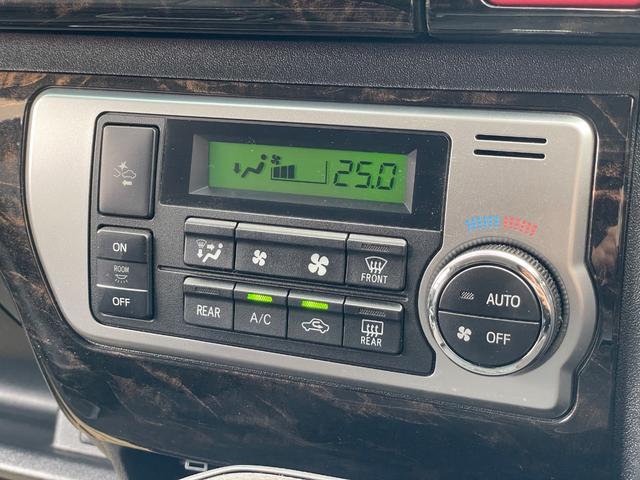 25.0
ON
ROOM
OFF
FRONT
REAR
A/C
REAR
AUTO
OFF